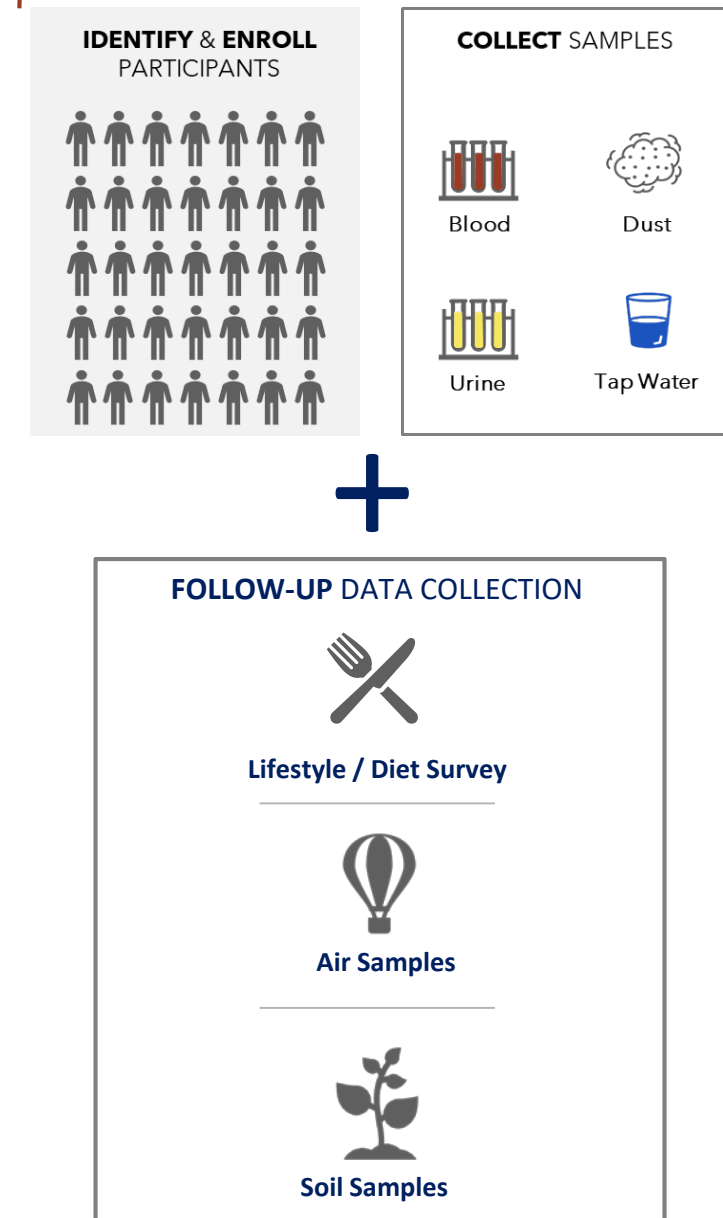 IDENTIFY & ENROLL
PARTICIPANTS
COLLECT SAMPLES
Blood
Dust
Urine
Tap Water
FOLLOW-UP DATA COLLECTION
Lifestyle / Diet Survey
Air Samples
Soil Samples